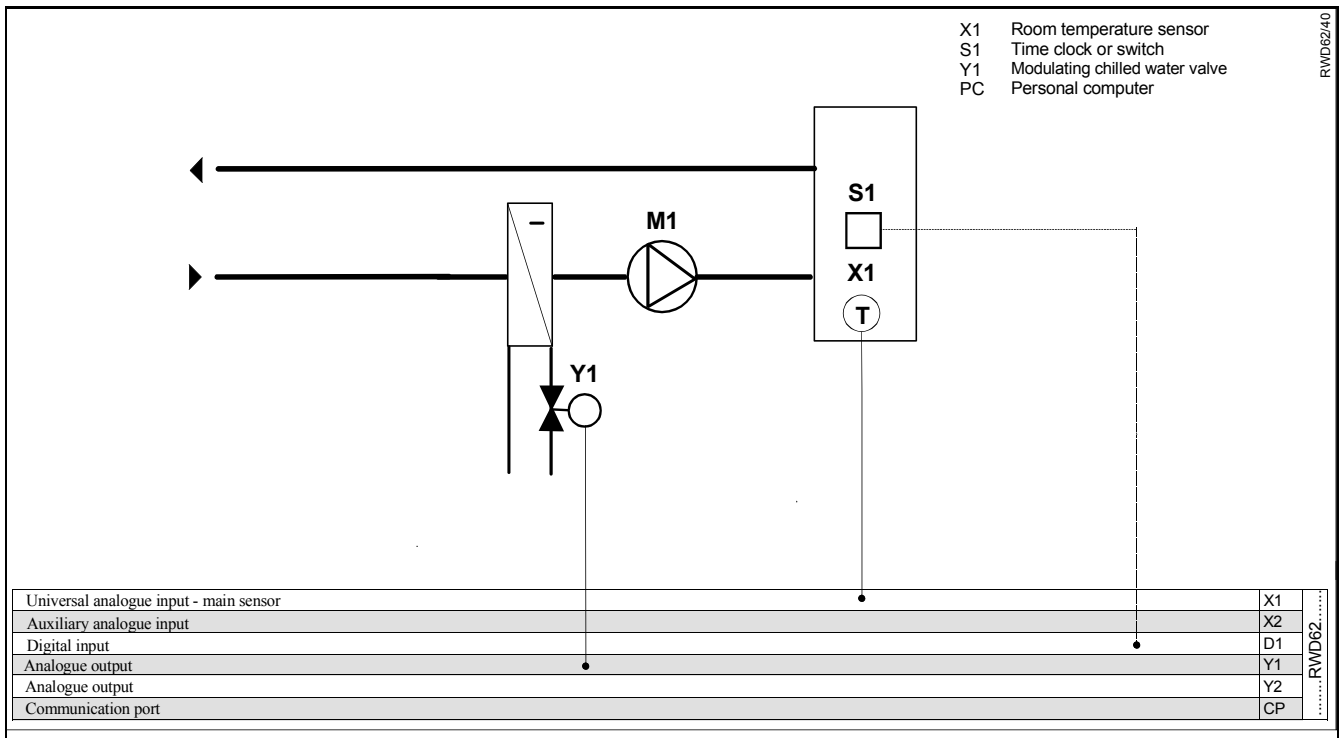 X1 Room temperature sensor
S1 Time clock or switch
Y1 Modulating chilled water valve
PC Personal computer
RWD62/40
S1
M1
X1
T
Y1
Universal analogue input - main sensor X1
Auxiliary analogue input X2
Digital input D1
Analogue output Y1
Analogue output Y2
Communication port CP
........RWD62......